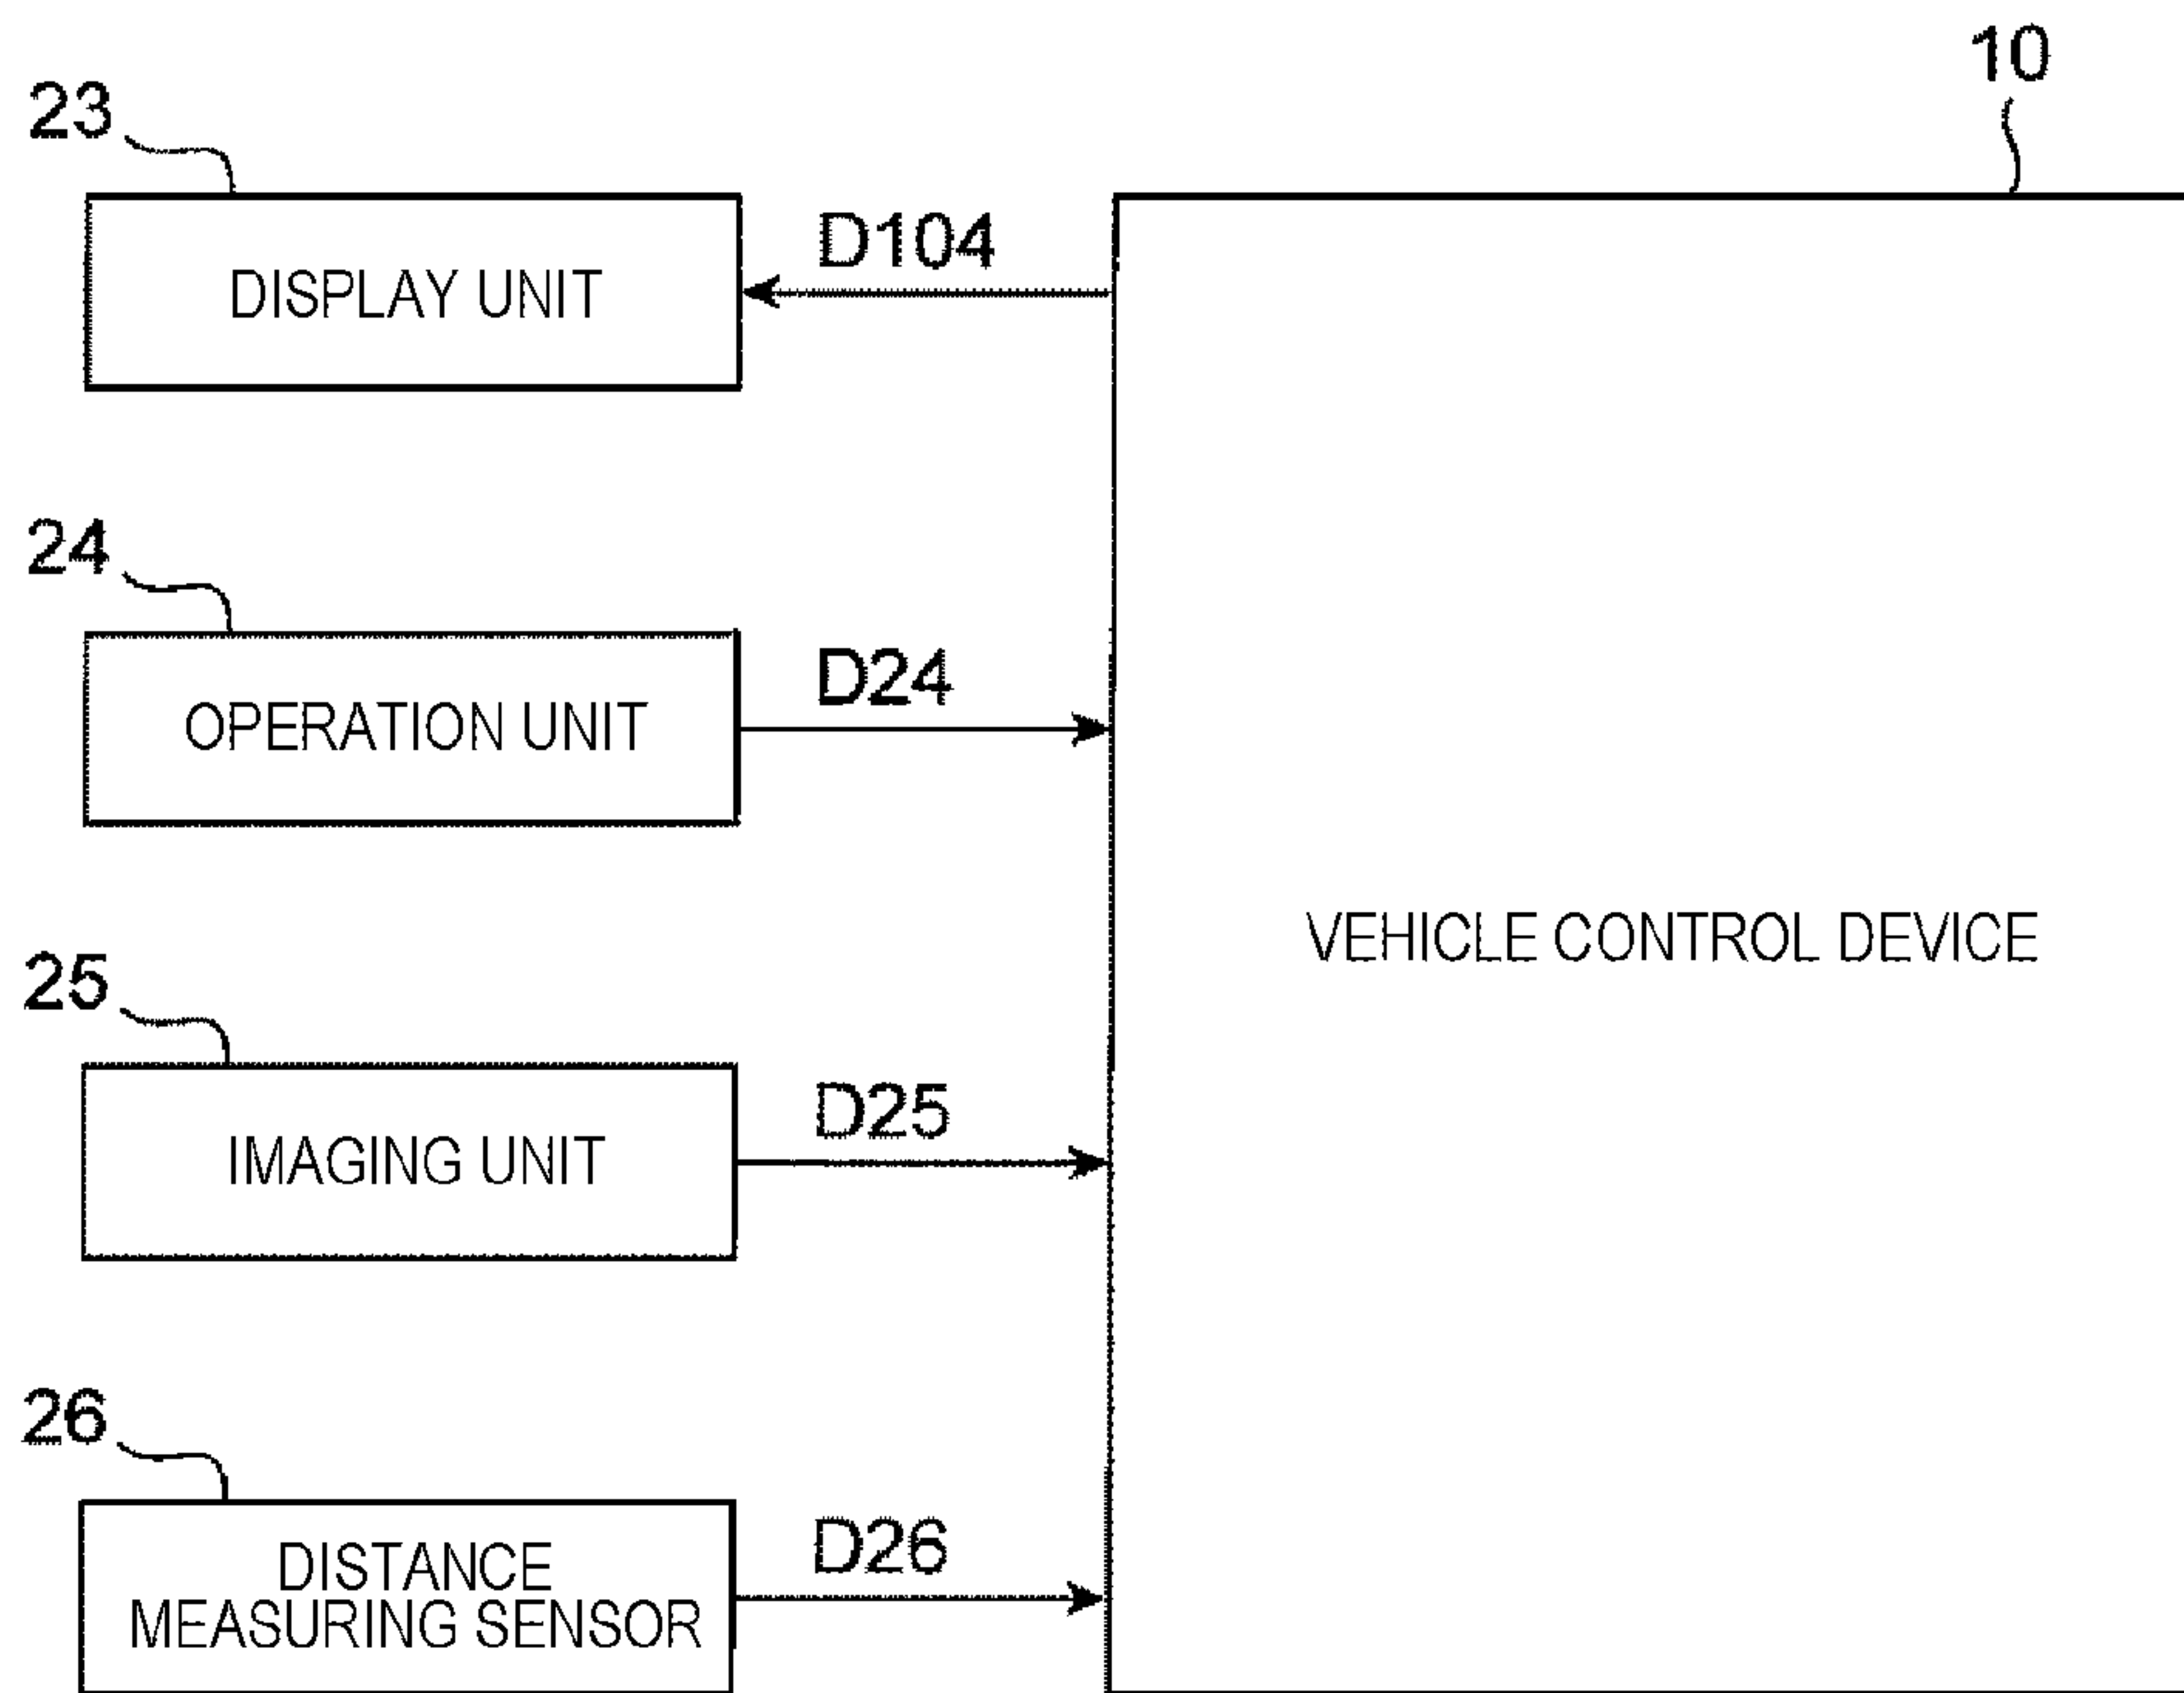 10
23
D104
DISPLAY UNIT
24
D24
OPERATION UNIT
VEHICLE CONTROL DEVICE
25
D25
IMAGING UNIT
26
D26
DISTANCE
MEASURING SENSOR